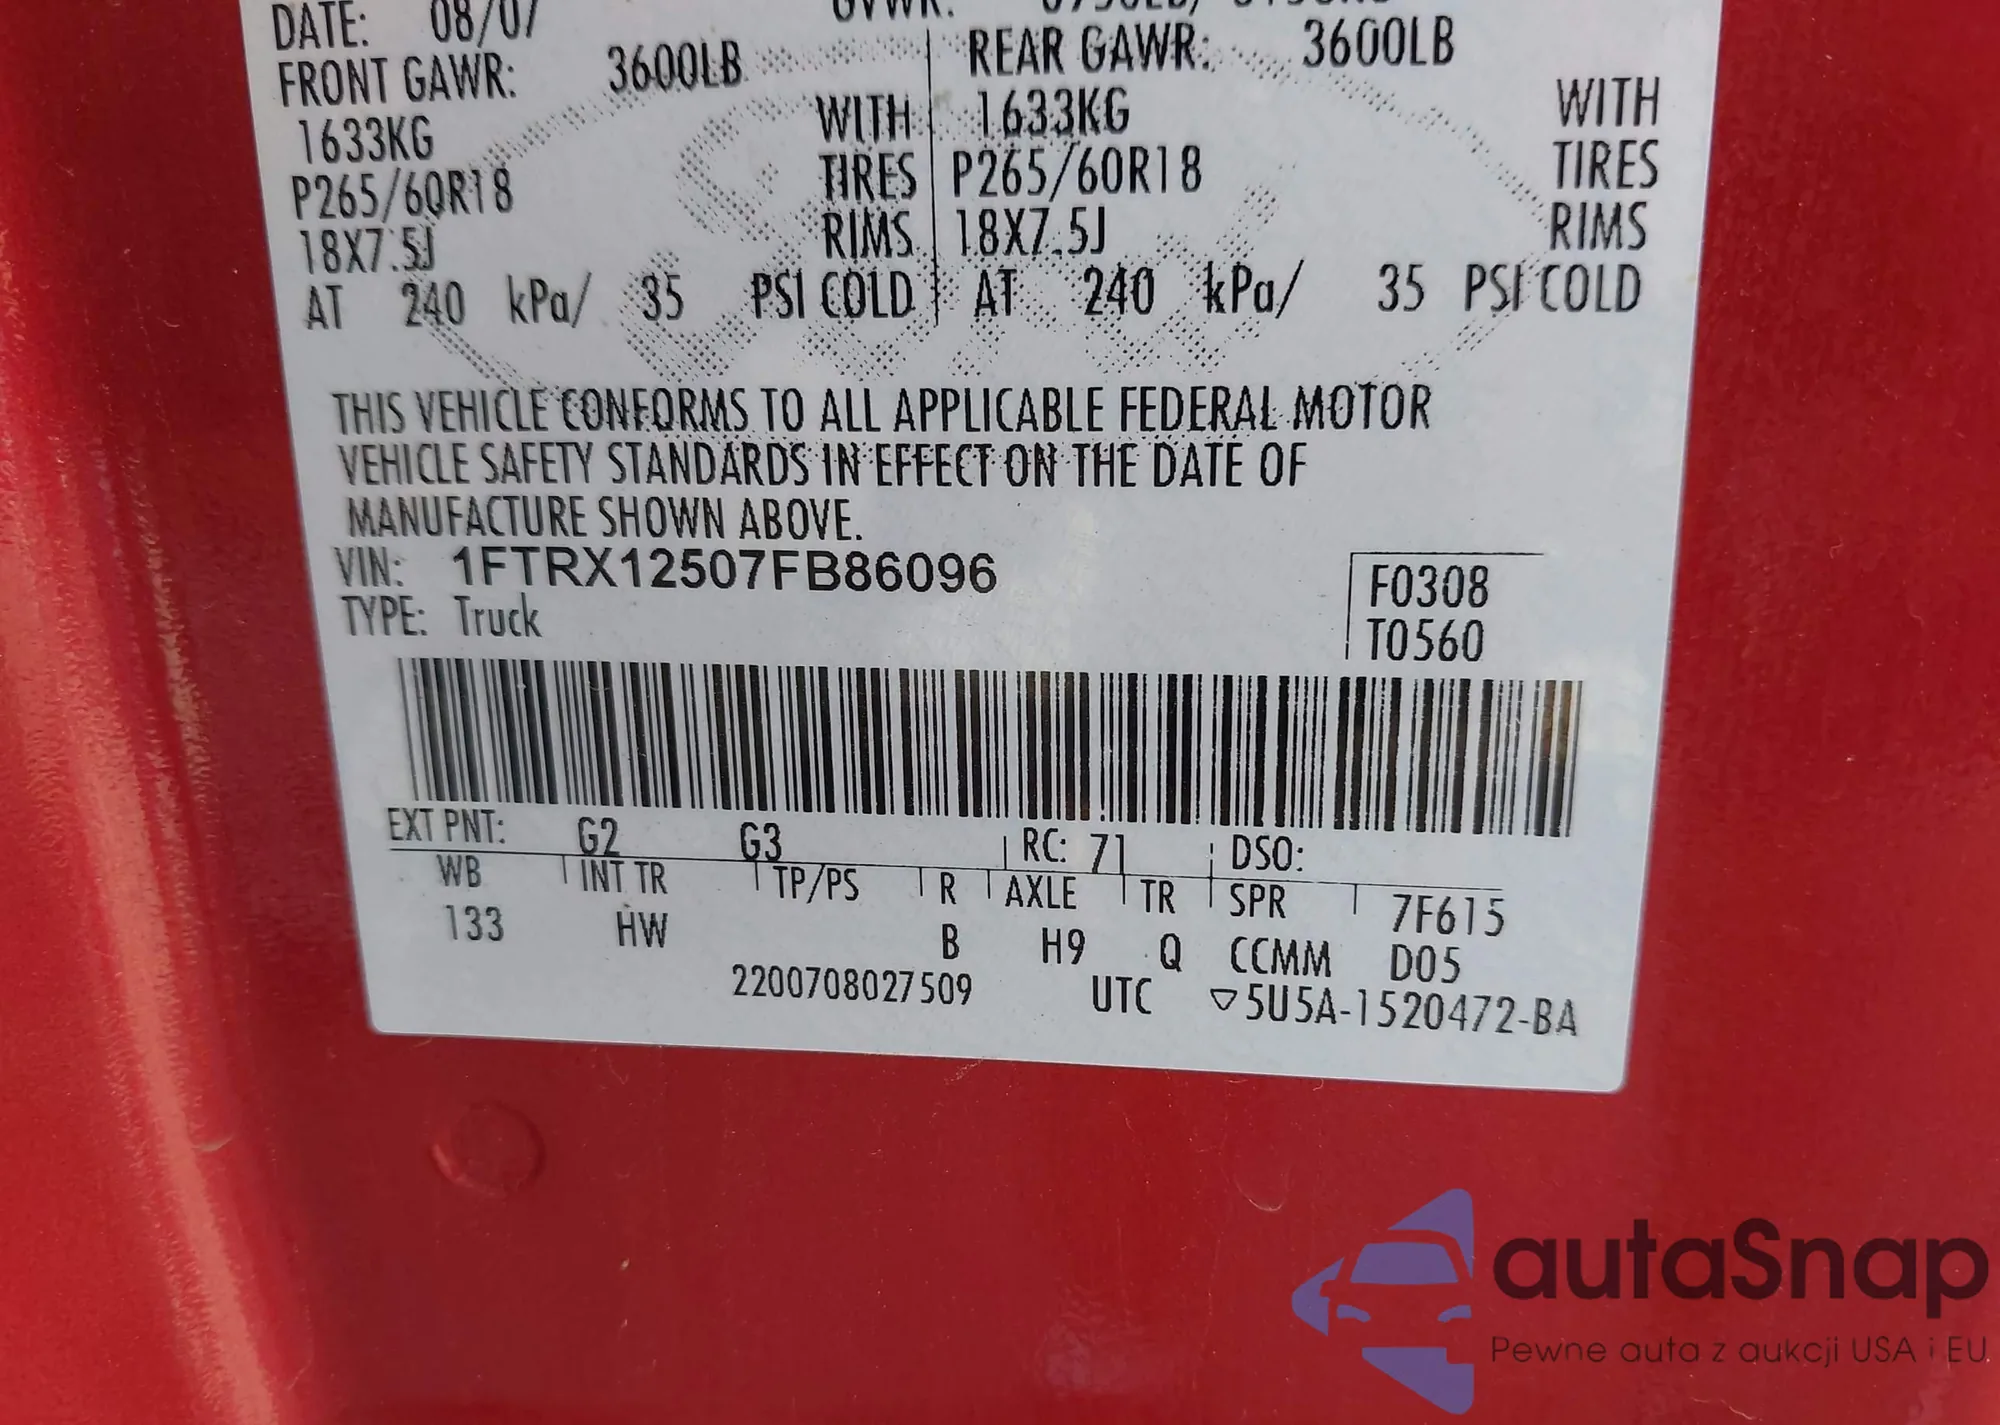 DATE: 08/07 GVWR:
FRONT GAWR: 3600LB REAR GAWR: 3600LB
1633KG WITH 1633KG WITH
P265/60R18 TIRES P265/60R18 TIRES
18X7.5J RIMS 18X7.5J RIMS
AT 240 kPa/ 35 PSI COLD AT 240 kPa/ 35 PSI COLD
THIS VEHICLE CONFORMS TO ALL APPLICABLE FEDERAL MOTOR
VEHICLE SAFETY STANDARDS IN EFFECT ON THE DATE OF
MANUFACTURE SHOWN ABOVE.
VIN: 1FTRX12507FB86096 F0308
TYPE: Truck T0560
EXT PNT: G2 G3 RC: 71 DSO:
WB INT TR TP/PS R AXLE TR SPR 7F615
133 HW B H9 Q CCMM D05
2200708027509 UTC ▽5U5A-1520472-BA
autaSnap
Pewne auta z aukcji USA i EU